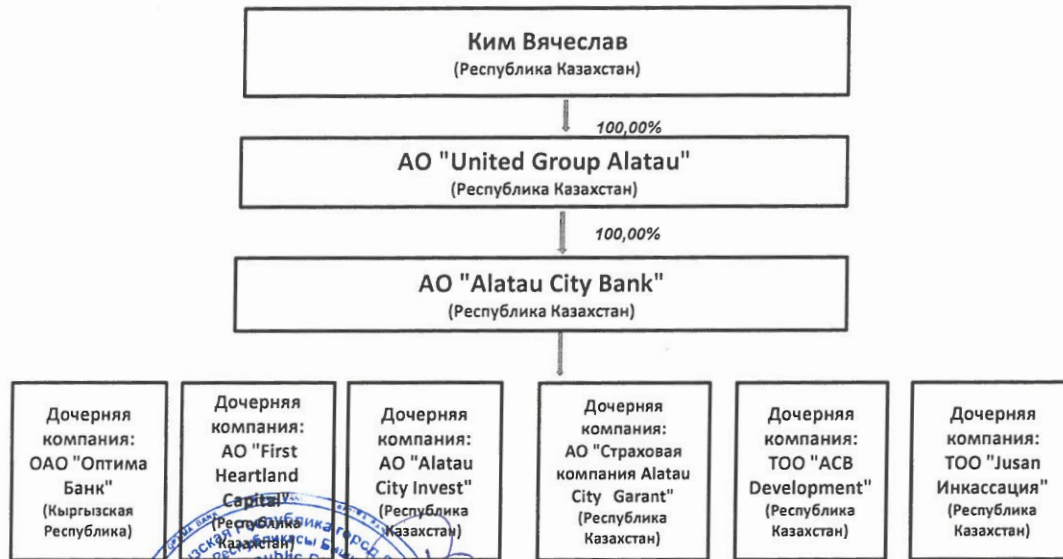 Ким Вячеслав
(Республика Казахстан)
100,00%
АО "United Group Alatau"
(Республика Казахстан)
100,00%
АО "Alatau City Bank"
(Республика Казахстан)
Дочерняя
компания:
ОАО "Оптима
Банк"
(Кыргызская
Республика)
Дочерняя
компания:
АО "First
Heartland
Capital"
(Республика
Казахстан)
Дочерняя
компания:
АО "Alatau
City Invest"
(Республика
Казахстан)
Дочерняя
компания:
АО "Страховая
компания Alatau
City Garant"
(Республика
Казахстан)
Дочерняя
компания:
ТОО "ACB
Development"
(Республика
Казахстан)
Дочерняя
компания:
ТОО "Jusan
Инкассация"
(Республика
Казахстан)
Республика город